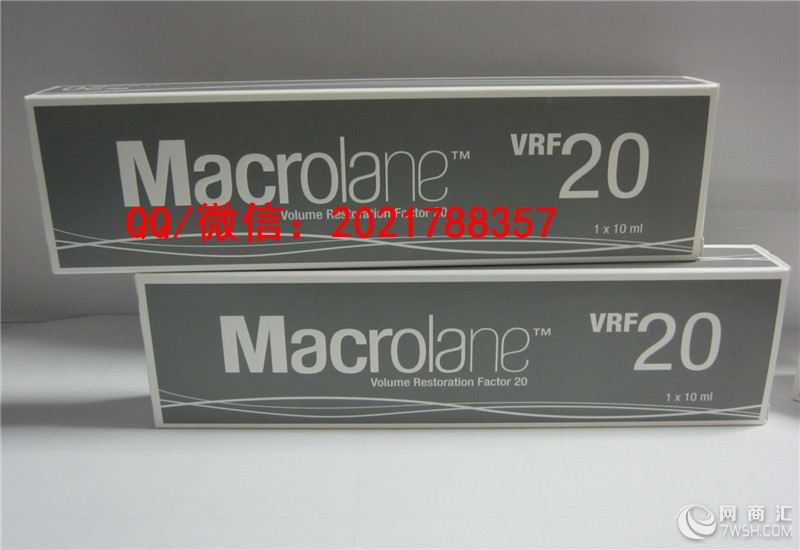 Macrolane™
VRF20
Volume Restoration Factor 20
QQ/微信：2021788357
1 x 10 ml
Macrolane™
VRF20
Volume Restoration Factor 20
1 x 10 ml
网商汇
7WSH.COM